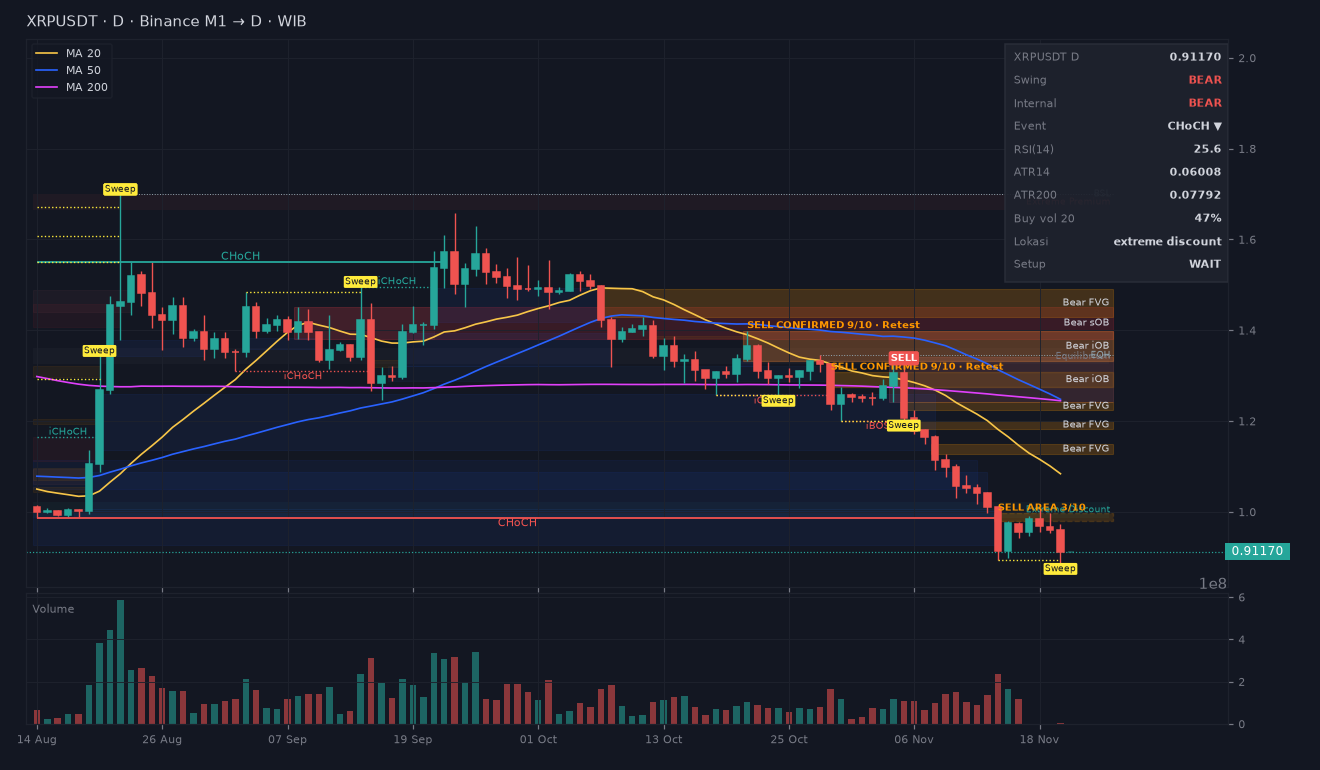 XRPUSDT · D · Binance M1 → D · WIB
MA 20
MA 50
MA 200
XRPUSDT D 0.91170
Swing BEAR
Internal BEAR
Event CHoCH ▼
RSI(14) 25.6
ATR14 0.06008
ATR200 0.07792
Buy vol 20 47%
Lokasi extreme discount
Setup WAIT
2.0
1.8
1.6
1.4
1.2
1.0
0.91170
Sweep
CHoCH
Sweep
iCHoCH
Sweep
iCHoCH
iCHoCH
SELL CONFIRMED 9/10 · Retest
SELL
SELL CONFIRMED 9/10 · Retest
Sweep
iBOS
Sweep
Bear FVG
Bear sOB
Bear iOB
Equilibrium
EQH
Bear iOB
Bear FVG
Bear FVG
Bear FVG
SELL AREA 3/10
Discount
CHoCH
Sweep
1e8
Volume
6
4
2
0
14 Aug
26 Aug
07 Sep
19 Sep
01 Oct
13 Oct
25 Oct
06 Nov
18 Nov